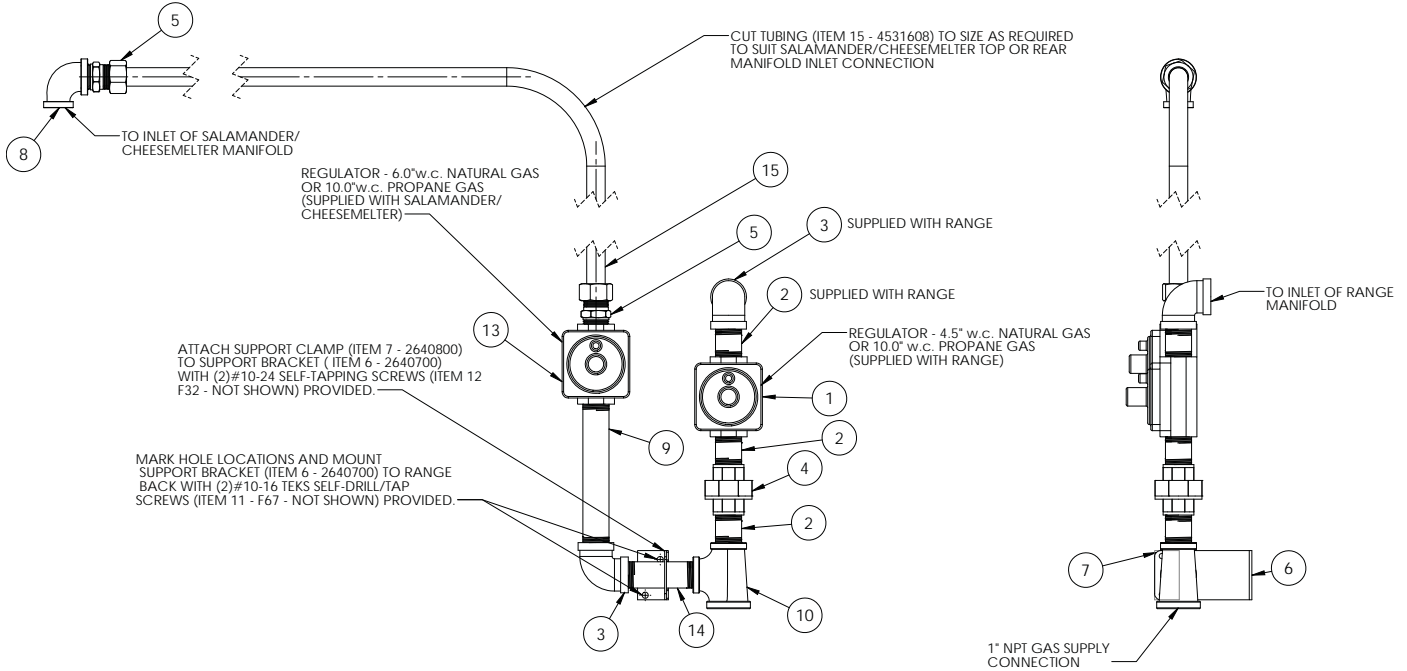 5
CUT TUBING (ITEM 15 - 4531608) TO SIZE AS REQUIRED
TO SUIT SALAMANDER/CHEESEMELTER TOP OR REAR
MANIFOLD INLET CONNECTION
8
TO INLET OF SALAMANDER/
CHEESEMELTER MANIFOLD
REGULATOR - 6.0"w.c. NATURAL GAS
OR 10.0"w.c. PROPANE GAS
(SUPPLIED WITH SALAMANDER/
CHEESEMELTER)
15
5
3 SUPPLIED WITH RANGE
2 SUPPLIED WITH RANGE
TO INLET OF RANGE
MANIFOLD
13
REGULATOR - 4.5" w.c. NATURAL GAS
OR 10.0" w.c. PROPANE GAS
(SUPPLIED WITH RANGE)
ATTACH SUPPORT CLAMP (ITEM 7 - 2640800)
TO SUPPORT BRACKET ( ITEM 6 - 2640700)
WITH (2)#10-24 SELF-TAPPING SCREWS (ITEM 12
F32 - NOT SHOWN) PROVIDED.
1
9
2
MARK HOLE LOCATIONS AND MOUNT
SUPPORT BRACKET (ITEM 6 - 2640700) TO RANGE
BACK WITH (2)#10-16 TEKS SELF-DRILL/TAP
SCREWS (ITEM 11 - F67 - NOT SHOWN) PROVIDED.
4
2
7
6
3
14
10
1" NPT GAS SUPPLY
CONNECTION